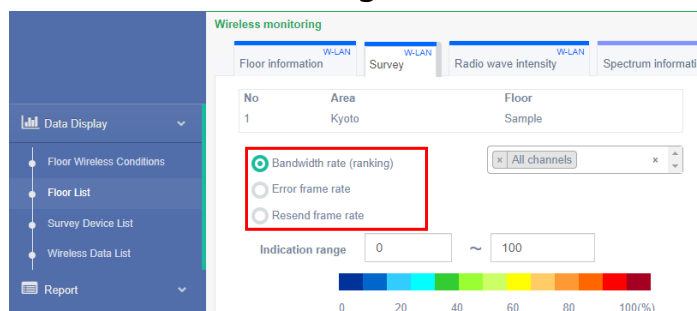 Wireless monitoring
W-LAN
Floor information
W-LAN
Survey
W-LAN
Radio wave intensity
Spectrum informati
No Area Floor
1 Kyoto Sample
Data Display
Floor Wireless Conditions
Floor List
Survey Device List
Wireless Data List
Report
Bandwidth rate (ranking)
Error frame rate
Resend frame rate
× All channels ×
Indication range 0 ~ 100
0 20 40 60 80 100(%)